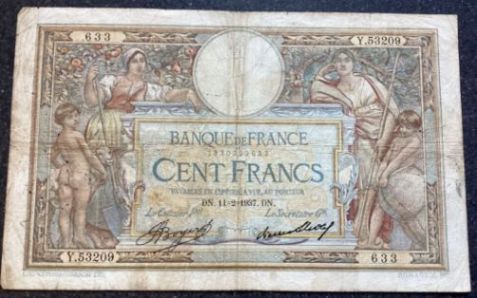 633 Y.53209
BANQUE DE FRANCE
CENT FRANCS
PAYABLES EN ESPÈCES, A VUE, AU PORTEUR
DN. 11-2-1937. DN.
Le Caissier Pal Le Secrétaire Gal
Y.53209 633